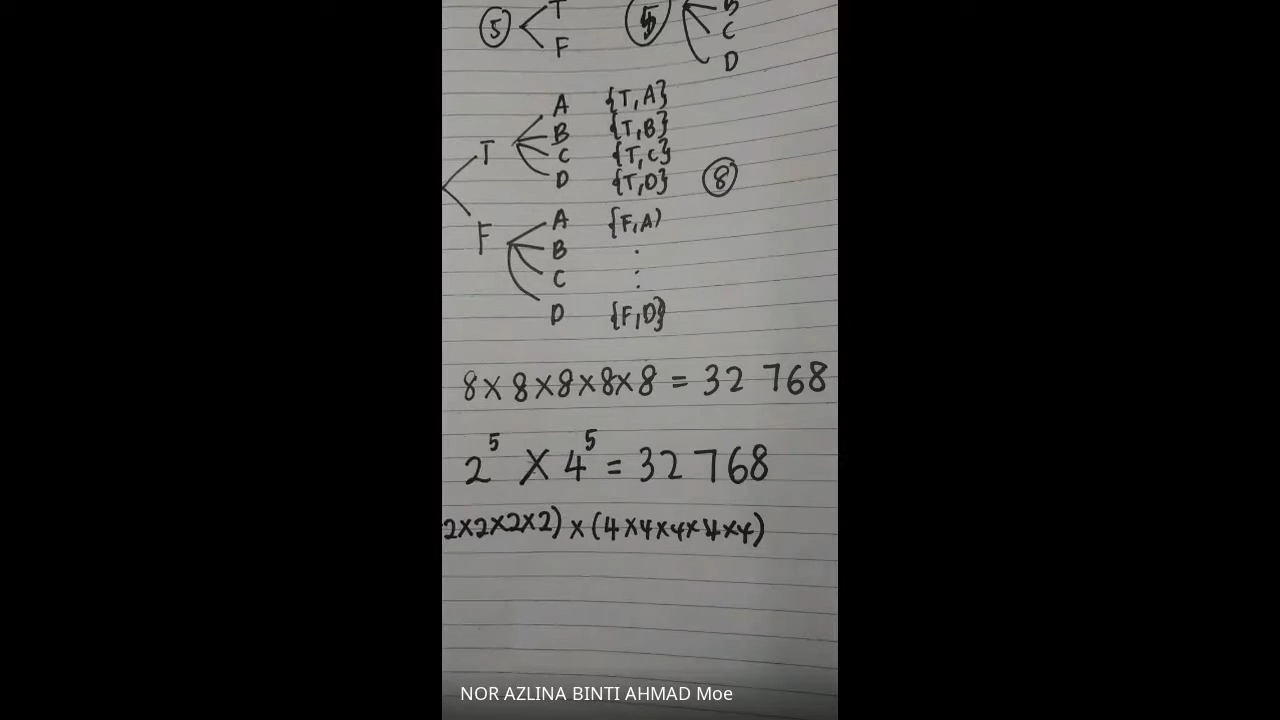 ⑤ T ⑤ B
F C
D
A {T,A}
B {T,B}
T C {T,C}
D {T,D} ⑧
A {F,A)
F B :
C :
D {F,D}
8 × 8 × 8 × 8 × 8 = 32 768
2⁵ × 4⁵ = 32 768
2×2×2×2) × (4×4×4×4×4)
NOR AZLINA BINTI AHMAD Moe